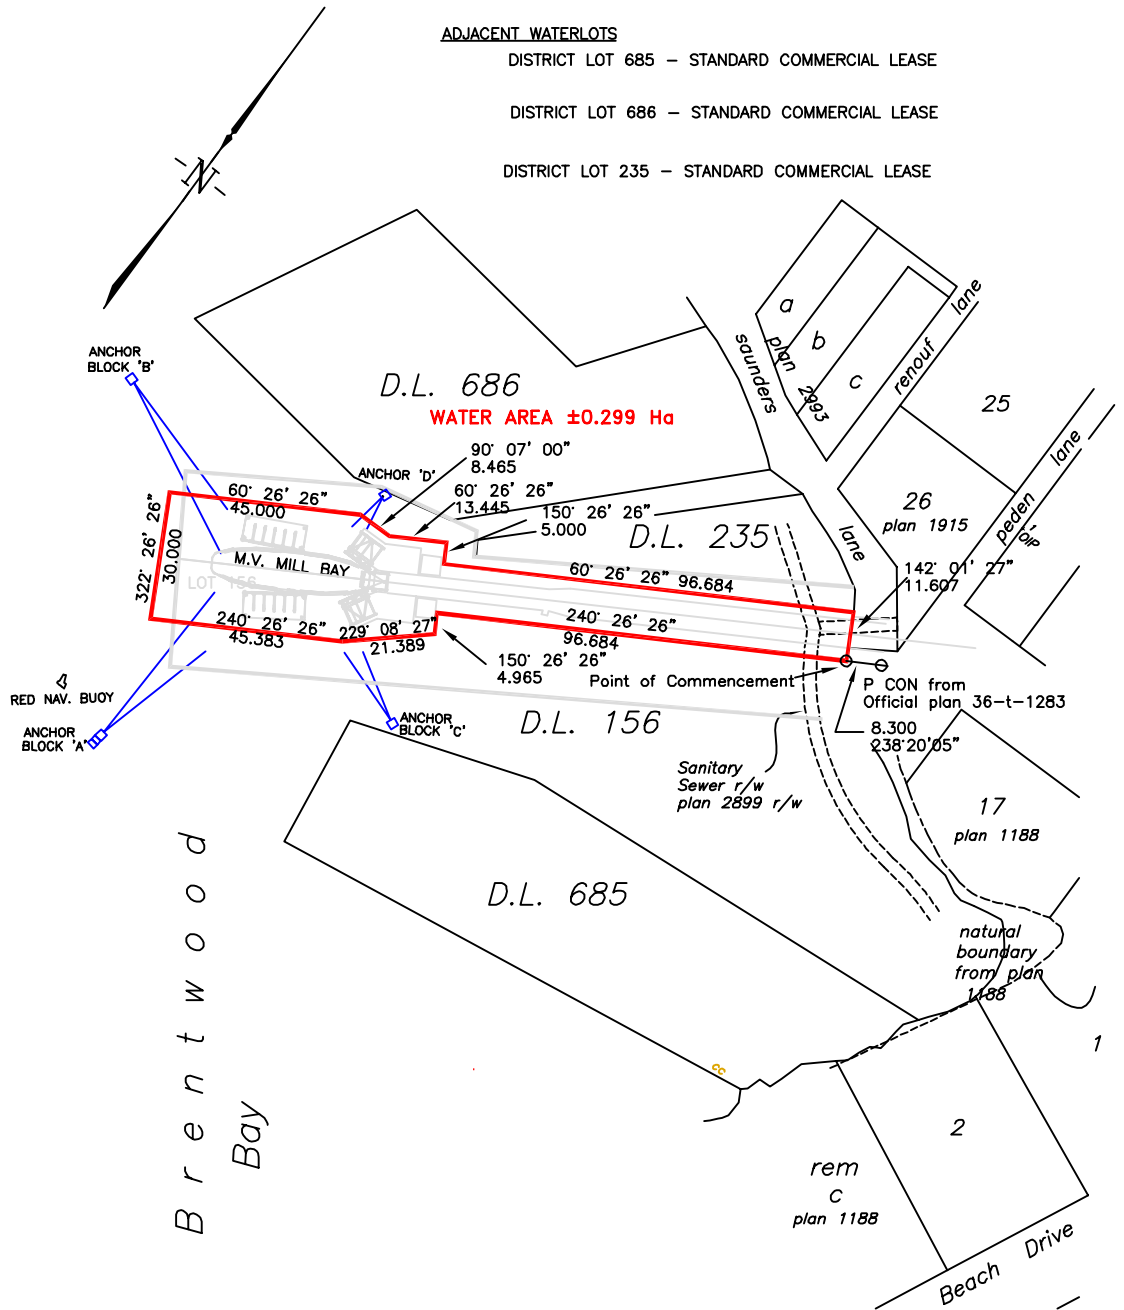 ADJACENT WATERLOTS
DISTRICT LOT 685 – STANDARD COMMERCIAL LEASE
DISTRICT LOT 686 – STANDARD COMMERCIAL LEASE
DISTRICT LOT 235 – STANDARD COMMERCIAL LEASE
N
a
b
c
plan 2993
saunders
lane
renouf lane
25
26
plan 1915
peden lane
ANCHOR
BLOCK 'B'
D.L. 686
WATER AREA ±0.299 Ha
90° 07' 00"
8.465
ANCHOR 'D'
60° 26' 26"
13.445
150° 26' 26"
5.000
60° 26' 26"
45.000
D.L. 235
322° 26' 26"
30.000
M.V. MILL BAY
LOT 156
60° 26' 26" 96.684
142° 01' 27"
11.607
240° 26' 26"
45.383
229° 08' 27"
21.389
240° 26' 26"
96.684
150° 26' 26"
4.965
Point of Commencement
P CON from
Official plan 36-t-1283
8.300
238°20'05"
RED NAV. BUOY
ANCHOR
BLOCK 'A'
ANCHOR
BLOCK 'C'
D.L. 156
Sanitary
Sewer r/w
plan 2899 r/w
17
plan 1188
D.L. 685
natural
boundary
from plan
1188
Brentwood
Bay
1
2
rem
C
plan 1188
Beach Drive